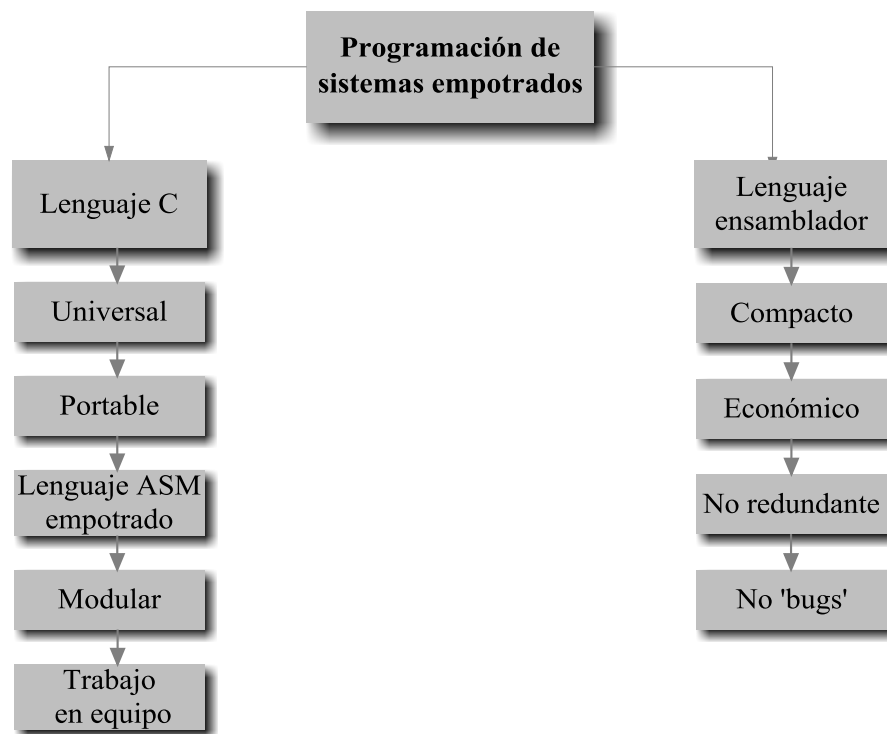 Programación de
sistemas empotrados
Lenguaje C
Universal
Portable
Lenguaje ASM
empotrado
Modular
Trabajo
en equipo
Lenguaje
ensamblador
Compacto
Económico
No redundante
No 'bugs'